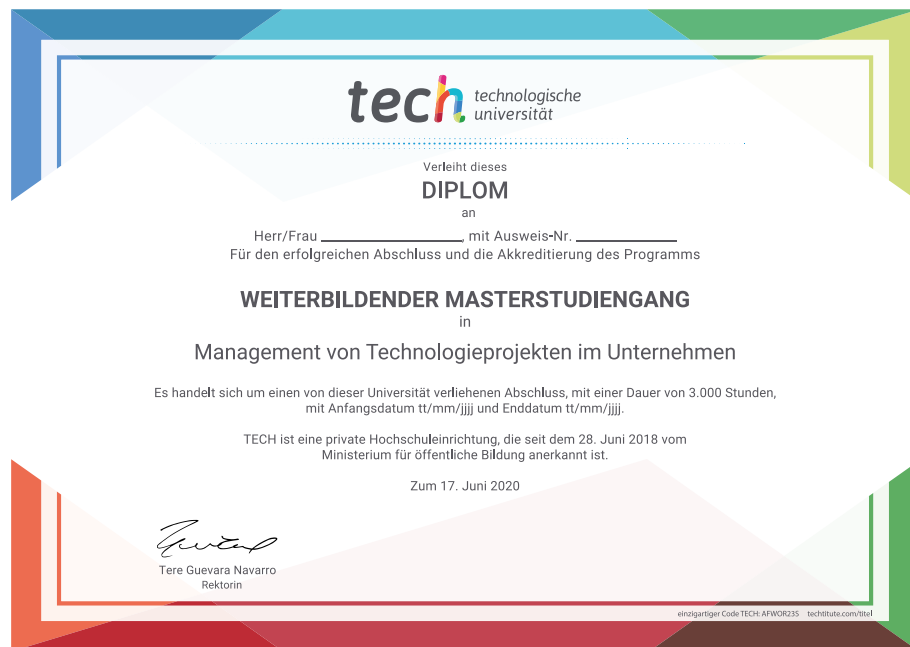 tech technologische
universität
Verleiht dieses
DIPLOM
an
Herr/Frau ____________, mit Ausweis-Nr. ____________
Für den erfolgreichen Abschluss und die Akkreditierung des Programms
WEITERBILDENDER MASTERSTUDIENGANG
in
Management von Technologieprojekten im Unternehmen
Es handelt sich um einen von dieser Universität verliehenen Abschluss, mit einer Dauer von 3.000 Stunden,
mit Anfangsdatum tt/mm/jjjj und Enddatum tt/mm/jjjj.
TECH ist eine private Hochschuleinrichtung, die seit dem 28. Juni 2018 vom
Ministerium für öffentliche Bildung anerkannt ist.
Zum 17. Juni 2020
Tere Guevara Navarro
Rektorin
einzigartiger Code TECH: AFWOR23S techtitute.com/titel